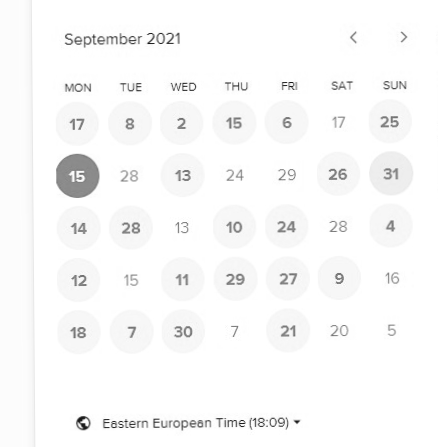 September 2021
MON TUE WED THU FRI SAT SUN
17 8 2 15 6 17 25
15 28 13 24 29 26 31
14 28 13 10 24 28 4
12 15 11 29 27 9 16
18 7 30 7 21 20 5
Eastern European Time (18:09)